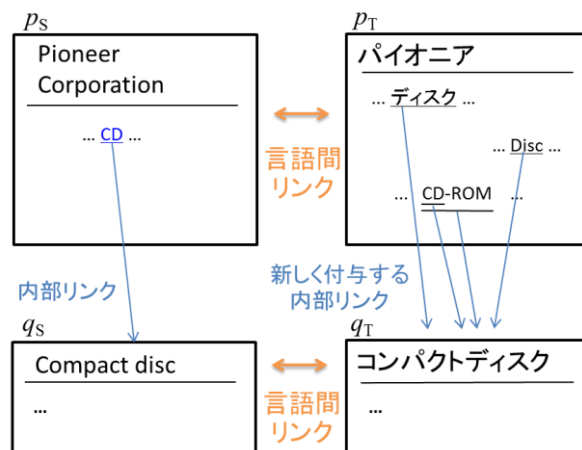 pS
pT
Pioneer
Corporation
パイオニア
... CD ...
... ディスク ...
... Disc ...
... CD-ROM ...
言語間
リンク
内部リンク
新しく付与する
内部リンク
qS
qT
Compact disc
...
コンパクトディスク
...
言語間
リンク